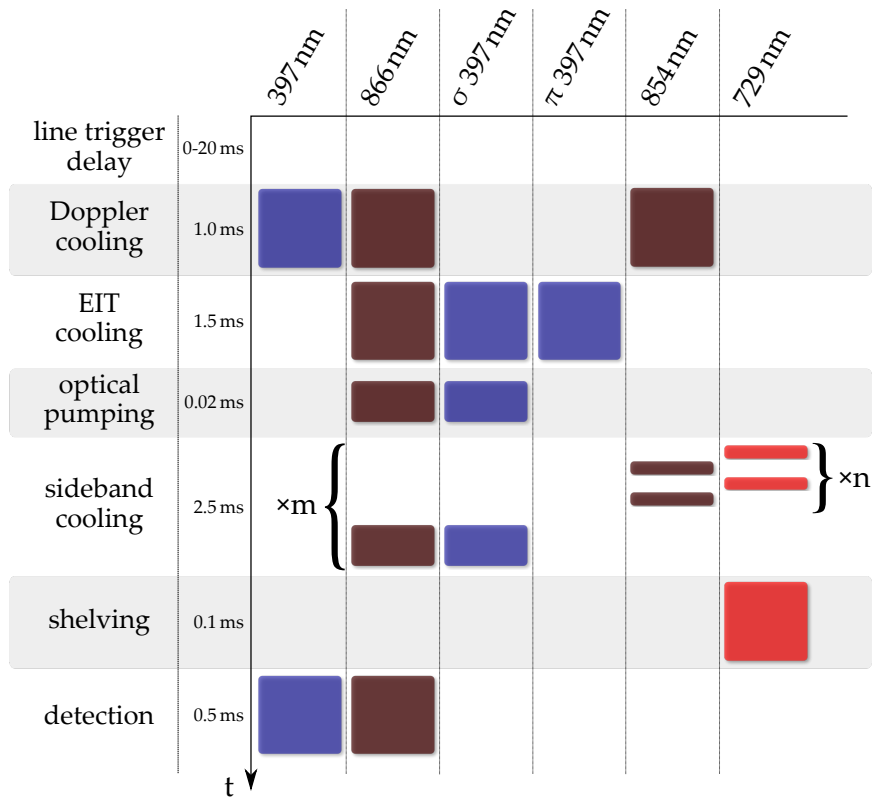 397 nm
866 nm
σ 397 nm
π 397 nm
854 nm
729 nm
line trigger
delay
0-20 ms
Doppler
cooling
1.0 ms
EIT
cooling
1.5 ms
optical
pumping
0.02 ms
sideband
cooling
2.5 ms
×m
×n
shelving
0.1 ms
detection
0.5 ms
t